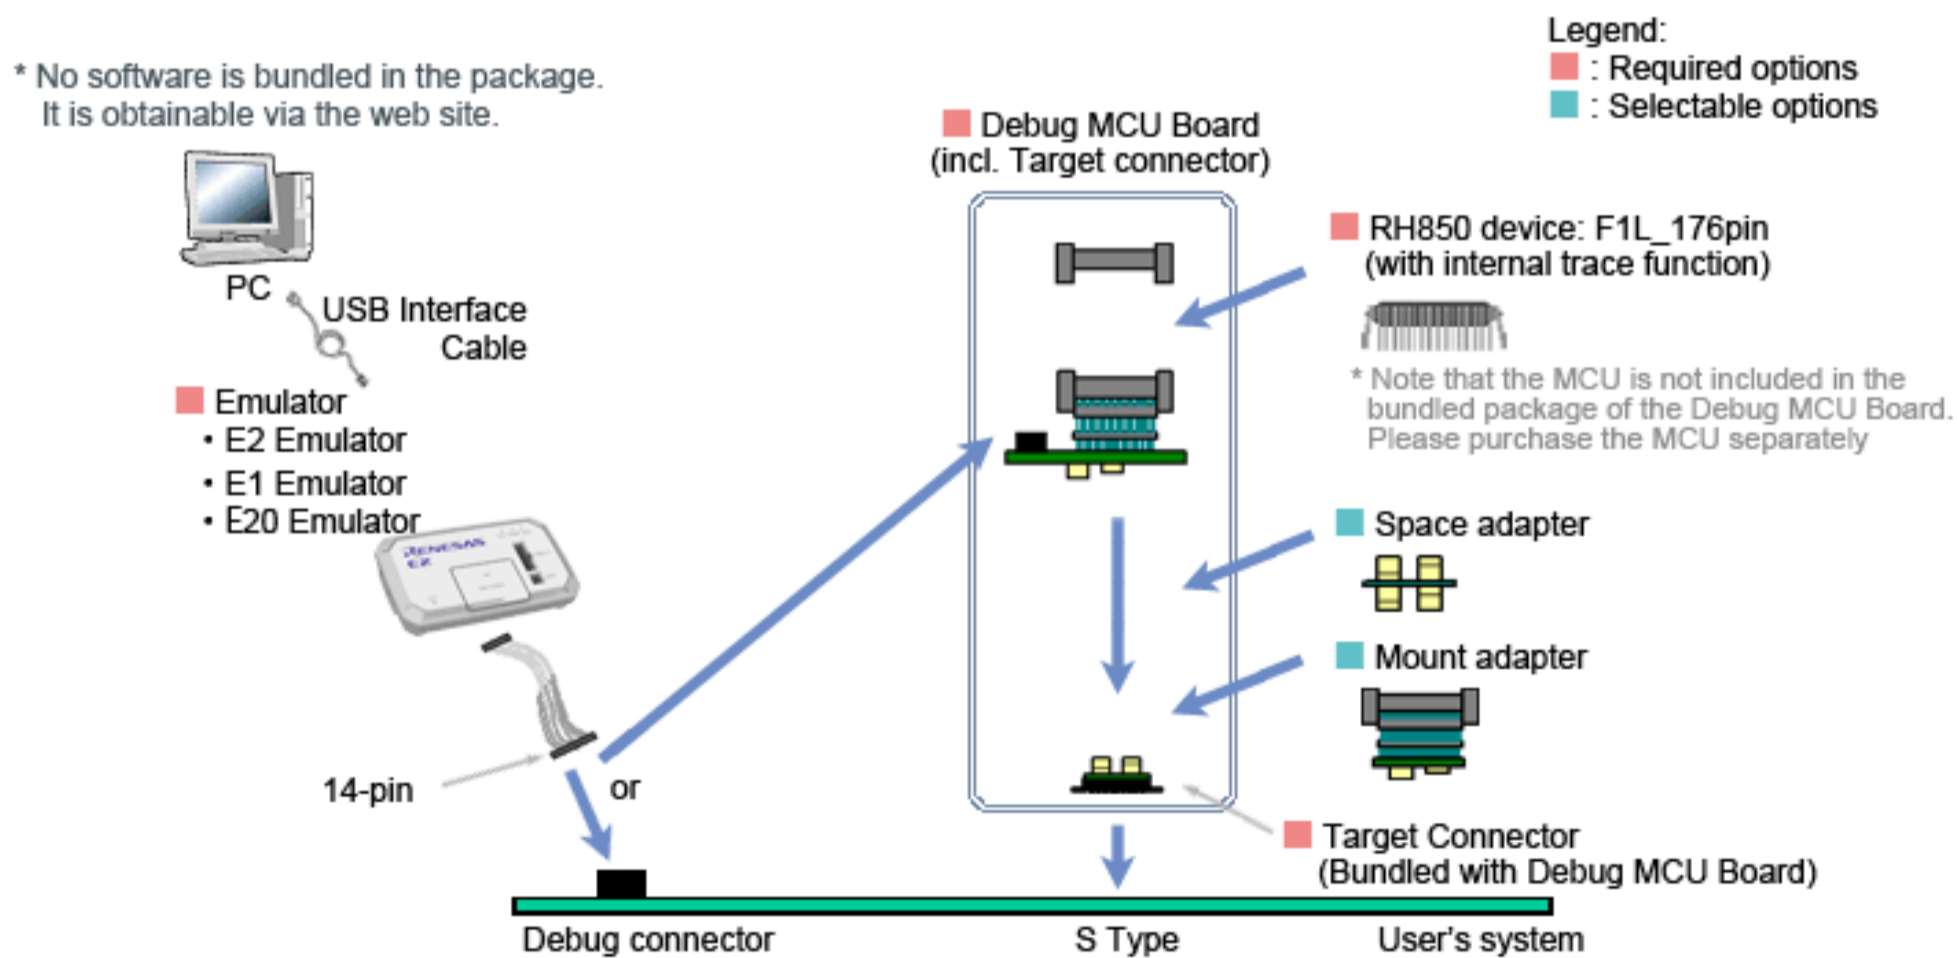 Legend:
: Required options
: Selectable options
* No software is bundled in the package.
It is obtainable via the web site.
PC
USB Interface
Cable
Emulator
・E2 Emulator
・E1 Emulator
・E20 Emulator
RENESAS
E2
14-pin
or
Debug MCU Board
(incl. Target connector)
RH850 device: F1L_176pin
(with internal trace function)
* Note that the MCU is not included in the
bundled package of the Debug MCU Board.
Please purchase the MCU separately
Space adapter
Mount adapter
Target Connector
(Bundled with Debug MCU Board)
Debug connector
S Type
User's system